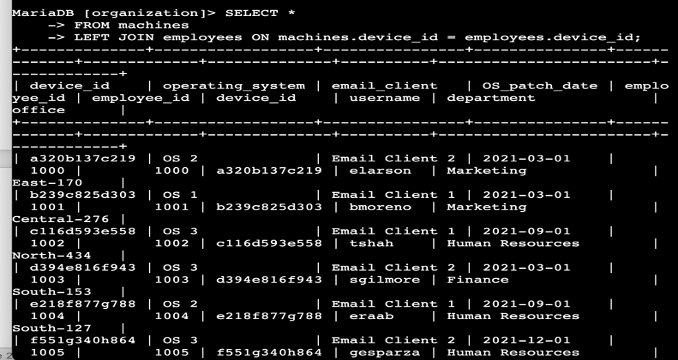 MariaDB [organization]> SELECT *
    -> FROM machines
    -> LEFT JOIN employees ON machines.device_id = employees.device_id;
+--------------+------------------+----------------+---------------+------
-------+-------------+--------------+----------+------------------------+-
-------------+
| device_id    | operating_system | email_client   | OS_patch_date | emplo
yee_id | employee_id | device_id    | username | department             |
office       |
+--------------+------------------+----------------+---------------+------
-------+-------------+--------------+----------+------------------------+-
-------------+
| a320b137c219 | OS 2             | Email Client 2 | 2021-03-01    |
  1000 |        1000 | a320b137c219 | elarson  | Marketing              |
East-170     |
| b239c825d303 | OS 1             | Email Client 1 | 2021-03-01    |
  1001 |        1001 | b239c825d303 | bmoreno  | Marketing              |
Central-276 |
| c116d593e558 | OS 3             | Email Client 1 | 2021-09-01    |
  1002 |        1002 | c116d593e558 | tshah    | Human Resources        |
North-434    |
| d394e816f943 | OS 3             | Email Client 2 | 2021-03-01    |
  1003 |        1003 | d394e816f943 | sgilmore | Finance                |
South-153    |
| e218f877g788 | OS 2             | Email Client 1 | 2021-09-01    |
  1004 |        1004 | e218f877g788 | eraab    | Human Resources        |
South-127    |
| f551g340h864 | OS 3             | Email Client 2 | 2021-12-01    |
  1005 |        1005 | f551g340h864 | gesparza | Human Resources        |